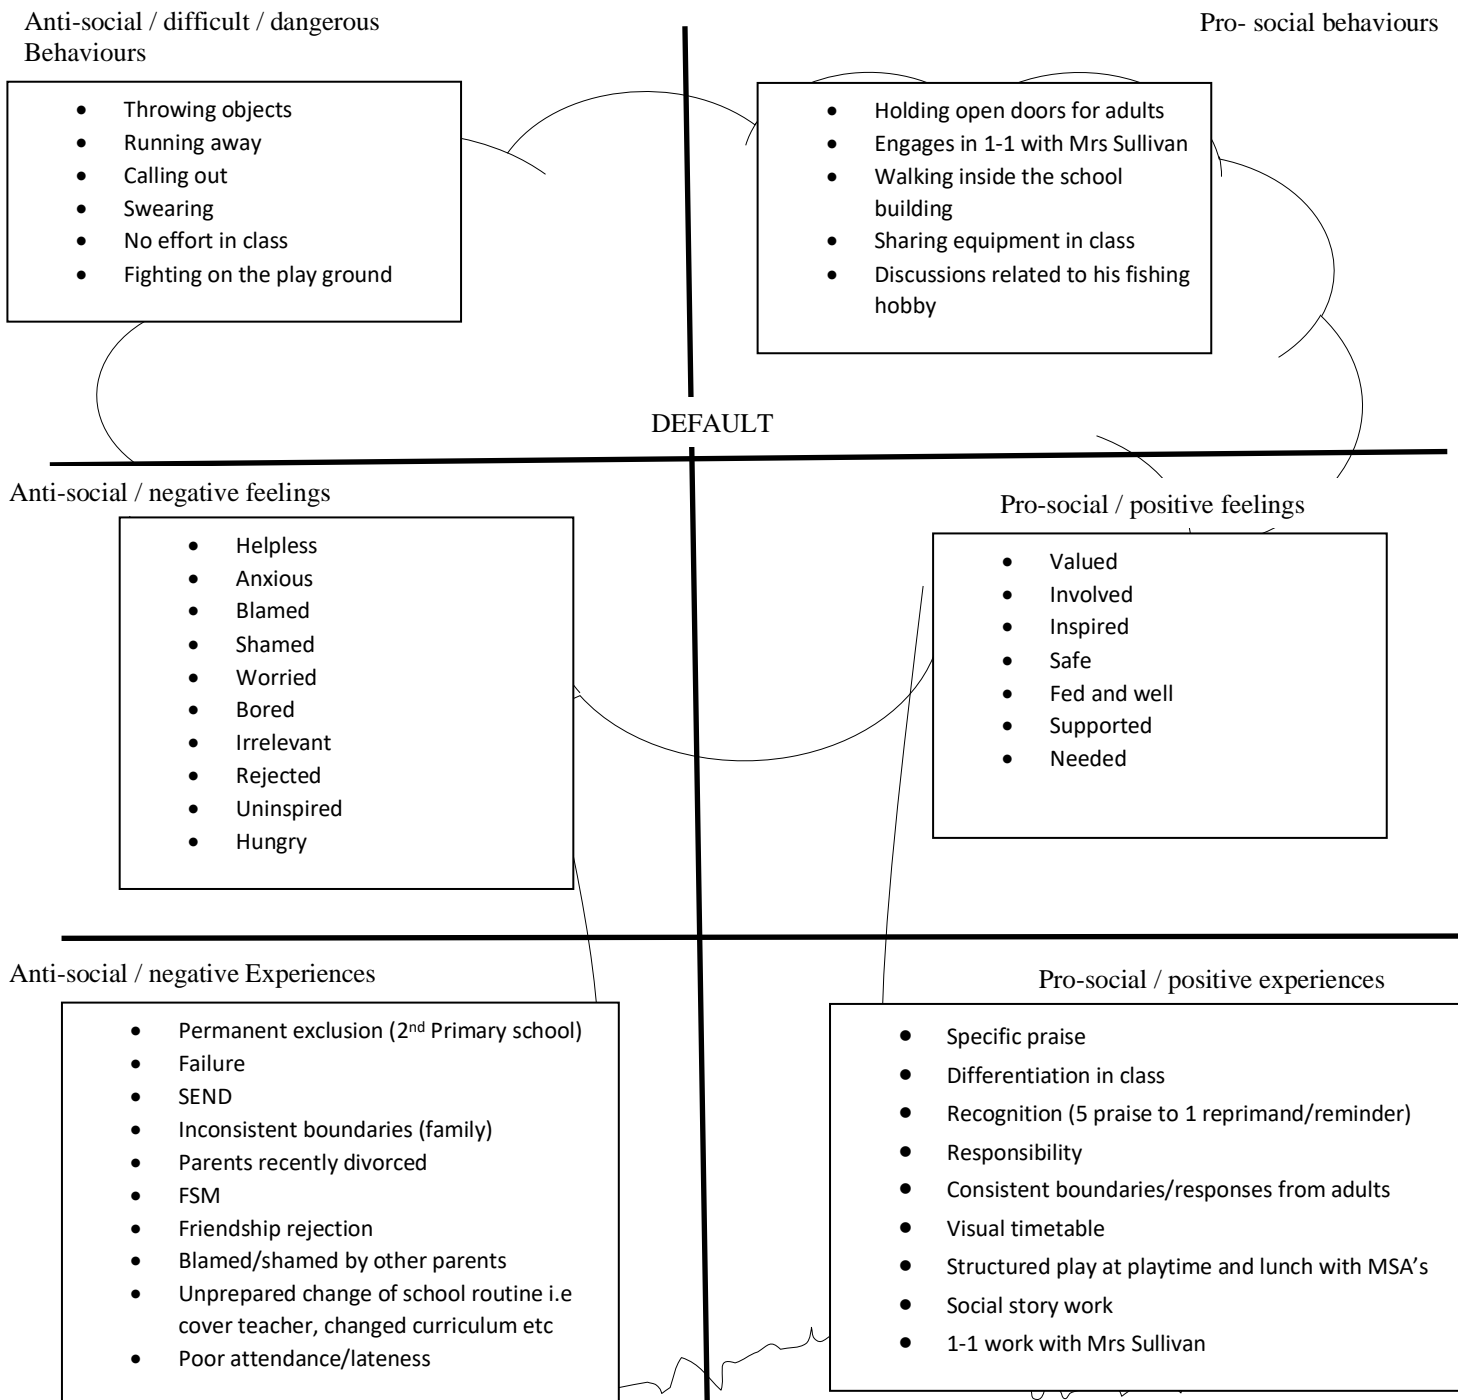 Anti-social / difficult / dangerous
Behaviours
Pro- social behaviours
• Throwing objects
• Running away
• Calling out
• Swearing
• No effort in class
• Fighting on the play ground
• Holding open doors for adults
• Engages in 1-1 with Mrs Sullivan
• Walking inside the school
building
• Sharing equipment in class
• Discussions related to his fishing
hobby
DEFAULT
Anti-social / negative feelings
• Helpless
• Anxious
• Blamed
• Shamed
• Worried
• Bored
• Irrelevant
• Rejected
• Uninspired
• Hungry
Pro-social / positive feelings
• Valued
• Involved
• Inspired
• Safe
• Fed and well
• Supported
• Needed
Anti-social / negative Experiences
• Permanent exclusion (2nd Primary school)
• Failure
• SEND
• Inconsistent boundaries (family)
• Parents recently divorced
• FSM
• Friendship rejection
• Blamed/shamed by other parents
• Unprepared change of school routine i.e
cover teacher, changed curriculum etc
• Poor attendance/lateness
Pro-social / positive experiences
• Specific praise
• Differentiation in class
• Recognition (5 praise to 1 reprimand/reminder)
• Responsibility
• Consistent boundaries/responses from adults
• Visual timetable
• Structured play at playtime and lunch with MSA’s
• Social story work
• 1-1 work with Mrs Sullivan